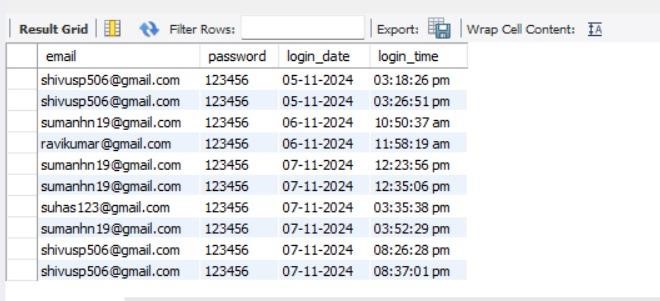 Result Grid Filter Rows: Export: Wrap Cell Content: IA
email password login_date login_time
shivusp506@gmail.com 123456 05-11-2024 03:18:26 pm
shivusp506@gmail.com 123456 05-11-2024 03:26:51 pm
sumanhn19@gmail.com 123456 06-11-2024 10:50:37 am
ravikumar@gmail.com 123456 06-11-2024 11:58:19 am
sumanhn19@gmail.com 123456 07-11-2024 12:23:56 pm
sumanhn19@gmail.com 123456 07-11-2024 12:35:06 pm
suhas123@gmail.com 123456 07-11-2024 03:35:38 pm
sumanhn19@gmail.com 123456 07-11-2024 03:52:29 pm
shivusp506@gmail.com 123456 07-11-2024 08:26:28 pm
shivusp506@gmail.com 123456 07-11-2024 08:37:01 pm